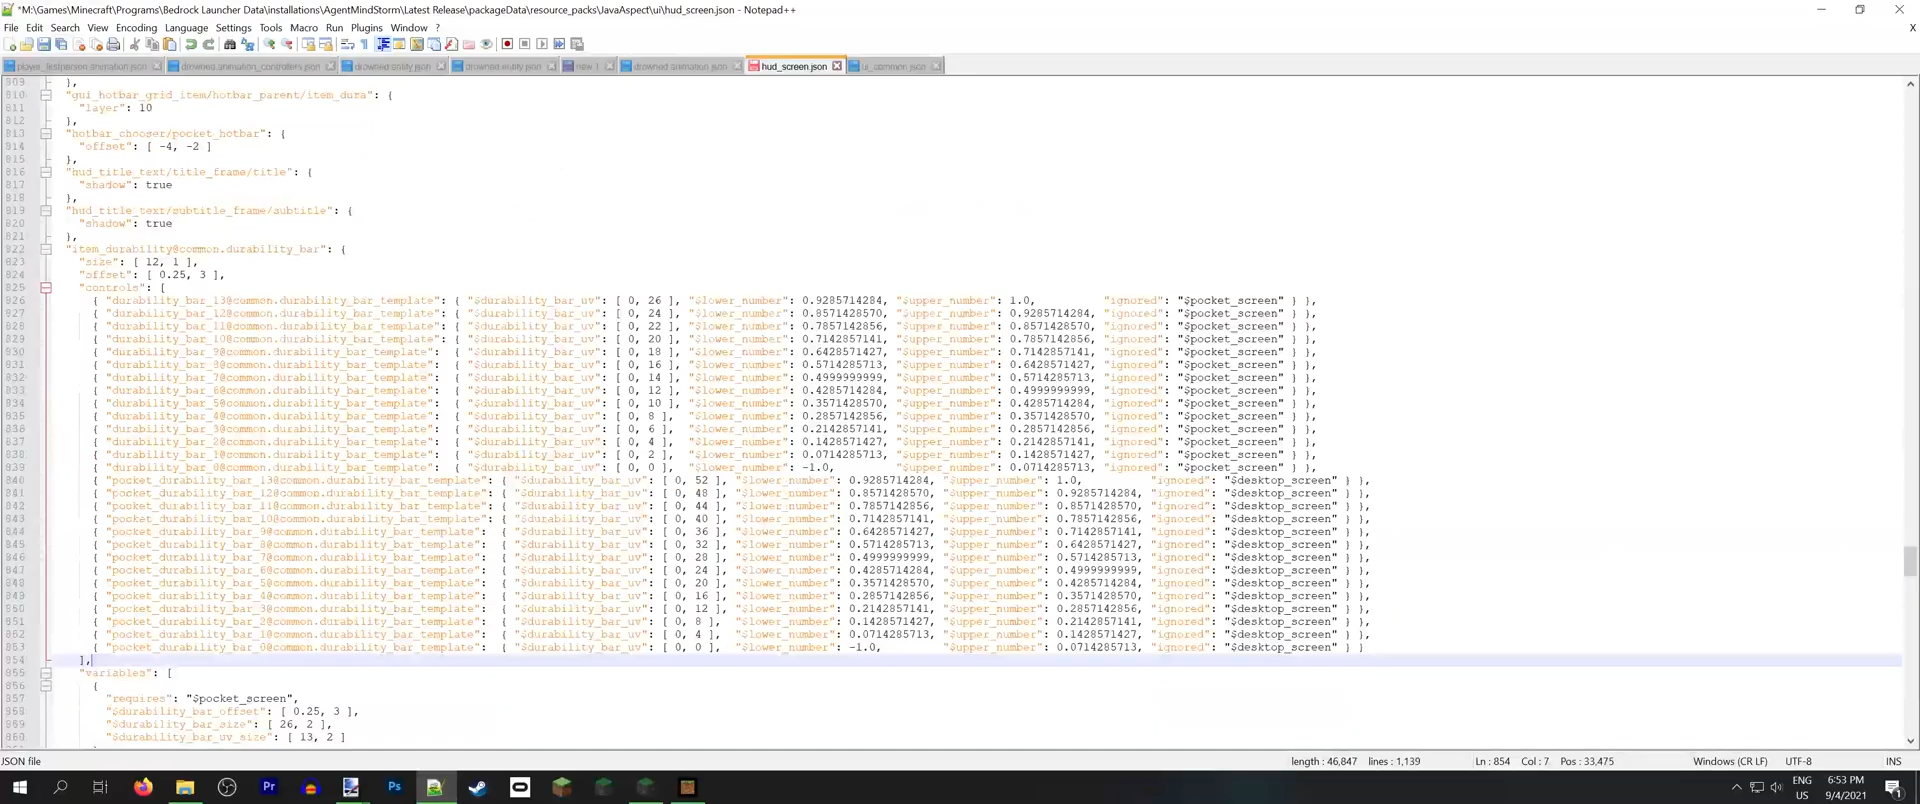 *M:\Games\Minecraft\Programs\Bedrock Launcher Data\installations\AgentMindStorm\Latest Release\packageData\resource_packs\JavaAspect\ui\hud_screen.json - Notepad++
File Edit Search View Encoding Language Settings Tools Macro Run Plugins Window ? X
player_firstperson.animation.json drowned.animation_controllers.json drowned.entity.json drowned.entity.json new 1 drowned.animation.json hud_screen.json ui_common.json
809 },
810 "gui_hotbar_grid_item/hotbar_parent/item_dura": {
811 "layer": 10
812 },
813 "hotbar_chooser/pocket_hotbar": {
814 "offset": [ -4, -2 ]
815 },
816 "hud_title_text/title_frame/title": {
817 "shadow": true
818 },
819 "hud_title_text/subtitle_frame/subtitle": {
820 "shadow": true
821 },
822 "item_durability@common.durability_bar": {
823 "size": [ 12, 1 ],
824 "offset": [ 0.25, 3 ],
825 "controls": [
826 { "durability_bar_13@common.durability_bar_template": { "$durability_bar_uv": [ 0, 26 ], "$lower_number": 0.9285714284, "$upper_number": 1.0, "ignored": "$pocket_screen" } },
827 { "durability_bar_12@common.durability_bar_template": { "$durability_bar_uv": [ 0, 24 ], "$lower_number": 0.8571428570, "$upper_number": 0.9285714284, "ignored": "$pocket_screen" } },
828 { "durability_bar_11@common.durability_bar_template": { "$durability_bar_uv": [ 0, 22 ], "$lower_number": 0.7857142856, "$upper_number": 0.8571428570, "ignored": "$pocket_screen" } },
829 { "durability_bar_10@common.durability_bar_template": { "$durability_bar_uv": [ 0, 20 ], "$lower_number": 0.7142857141, "$upper_number": 0.7857142856, "ignored": "$pocket_screen" } },
830 { "durability_bar_9@common.durability_bar_template": { "$durability_bar_uv": [ 0, 18 ], "$lower_number": 0.6428571427, "$upper_number": 0.7142857141, "ignored": "$pocket_screen" } },
831 { "durability_bar_8@common.durability_bar_template": { "$durability_bar_uv": [ 0, 16 ], "$lower_number": 0.5714285713, "$upper_number": 0.6428571427, "ignored": "$pocket_screen" } },
832 { "durability_bar_7@common.durability_bar_template": { "$durability_bar_uv": [ 0, 14 ], "$lower_number": 0.4999999999, "$upper_number": 0.5714285713, "ignored": "$pocket_screen" } },
833 { "durability_bar_6@common.durability_bar_template": { "$durability_bar_uv": [ 0, 12 ], "$lower_number": 0.4285714284, "$upper_number": 0.4999999999, "ignored": "$pocket_screen" } },
834 { "durability_bar_5@common.durability_bar_template": { "$durability_bar_uv": [ 0, 10 ], "$lower_number": 0.3571428570, "$upper_number": 0.4285714284, "ignored": "$pocket_screen" } },
835 { "durability_bar_4@common.durability_bar_template": { "$durability_bar_uv": [ 0, 8 ], "$lower_number": 0.2857142856, "$upper_number": 0.3571428570, "ignored": "$pocket_screen" } },
836 { "durability_bar_3@common.durability_bar_template": { "$durability_bar_uv": [ 0, 6 ], "$lower_number": 0.2142857141, "$upper_number": 0.2857142856, "ignored": "$pocket_screen" } },
837 { "durability_bar_2@common.durability_bar_template": { "$durability_bar_uv": [ 0, 4 ], "$lower_number": 0.1428571427, "$upper_number": 0.2142857141, "ignored": "$pocket_screen" } },
838 { "durability_bar_1@common.durability_bar_template": { "$durability_bar_uv": [ 0, 2 ], "$lower_number": 0.0714285713, "$upper_number": 0.1428571427, "ignored": "$pocket_screen" } },
839 { "durability_bar_0@common.durability_bar_template": { "$durability_bar_uv": [ 0, 0 ], "$lower_number": -1.0, "$upper_number": 0.0714285713, "ignored": "$pocket_screen" } },
840 { "pocket_durability_bar_13@common.durability_bar_template": { "$durability_bar_uv": [ 0, 52 ], "$lower_number": 0.9285714284, "$upper_number": 1.0, "ignored": "$desktop_screen" } },
841 { "pocket_durability_bar_12@common.durability_bar_template": { "$durability_bar_uv": [ 0, 48 ], "$lower_number": 0.8571428570, "$upper_number": 0.9285714284, "ignored": "$desktop_screen" } },
842 { "pocket_durability_bar_11@common.durability_bar_template": { "$durability_bar_uv": [ 0, 44 ], "$lower_number": 0.7857142856, "$upper_number": 0.8571428570, "ignored": "$desktop_screen" } },
843 { "pocket_durability_bar_10@common.durability_bar_template": { "$durability_bar_uv": [ 0, 40 ], "$lower_number": 0.7142857141, "$upper_number": 0.7857142856, "ignored": "$desktop_screen" } },
844 { "pocket_durability_bar_9@common.durability_bar_template": { "$durability_bar_uv": [ 0, 36 ], "$lower_number": 0.6428571427, "$upper_number": 0.7142857141, "ignored": "$desktop_screen" } },
845 { "pocket_durability_bar_8@common.durability_bar_template": { "$durability_bar_uv": [ 0, 32 ], "$lower_number": 0.5714285713, "$upper_number": 0.6428571427, "ignored": "$desktop_screen" } },
846 { "pocket_durability_bar_7@common.durability_bar_template": { "$durability_bar_uv": [ 0, 28 ], "$lower_number": 0.4999999999, "$upper_number": 0.5714285713, "ignored": "$desktop_screen" } },
847 { "pocket_durability_bar_6@common.durability_bar_template": { "$durability_bar_uv": [ 0, 24 ], "$lower_number": 0.4285714284, "$upper_number": 0.4999999999, "ignored": "$desktop_screen" } },
848 { "pocket_durability_bar_5@common.durability_bar_template": { "$durability_bar_uv": [ 0, 20 ], "$lower_number": 0.3571428570, "$upper_number": 0.4285714284, "ignored": "$desktop_screen" } },
849 { "pocket_durability_bar_4@common.durability_bar_template": { "$durability_bar_uv": [ 0, 16 ], "$lower_number": 0.2857142856, "$upper_number": 0.3571428570, "ignored": "$desktop_screen" } },
850 { "pocket_durability_bar_3@common.durability_bar_template": { "$durability_bar_uv": [ 0, 12 ], "$lower_number": 0.2142857141, "$upper_number": 0.2857142856, "ignored": "$desktop_screen" } },
851 { "pocket_durability_bar_2@common.durability_bar_template": { "$durability_bar_uv": [ 0, 8 ], "$lower_number": 0.1428571427, "$upper_number": 0.2142857141, "ignored": "$desktop_screen" } },
852 { "pocket_durability_bar_1@common.durability_bar_template": { "$durability_bar_uv": [ 0, 4 ], "$lower_number": 0.0714285713, "$upper_number": 0.1428571427, "ignored": "$desktop_screen" } },
853 { "pocket_durability_bar_0@common.durability_bar_template": { "$durability_bar_uv": [ 0, 0 ], "$lower_number": -1.0, "$upper_number": 0.0714285713, "ignored": "$desktop_screen" } }
854 ],
855 "variables": [
856 {
857 "requires": "$pocket_screen",
858 "$durability_bar_offset": [ 0.25, 3 ],
859 "$durability_bar_size": [ 26, 2 ],
860 "$durability_bar_uv_size": [ 13, 2 ]
JSON file length : 46,847 lines : 1,139 Ln : 854 Col : 7 Pos : 33,475 Windows (CR LF) UTF-8 INS
Pr Ps ENG US 6:53 PM 9/4/2021 1